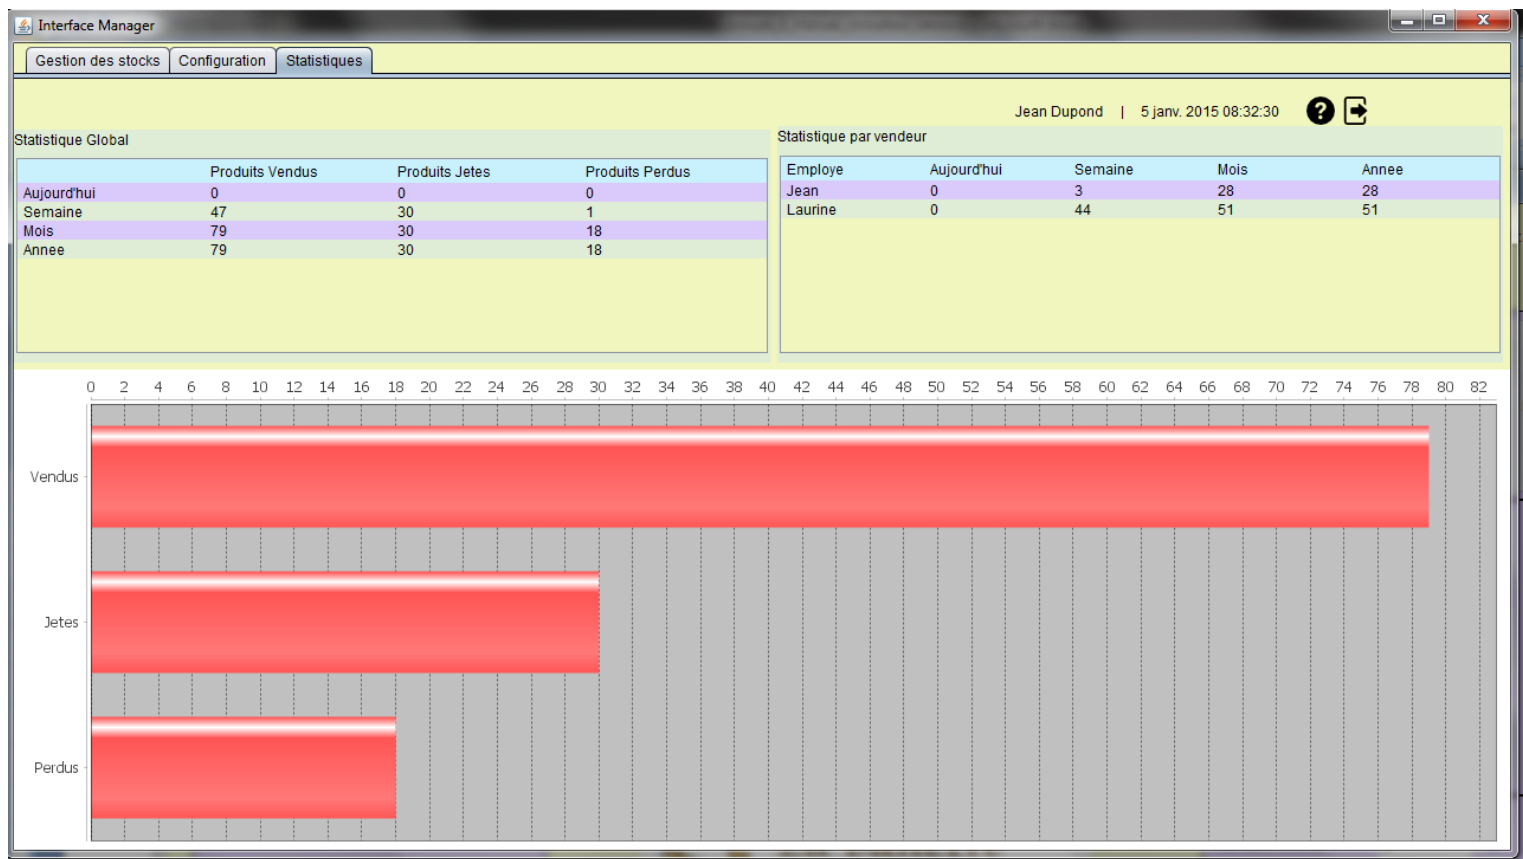 Interface Manager
Gestion des stocks Configuration Statistiques
Jean Dupond | 5 janv. 2015 08:32:30
Statistique Global
Produits Vendus Produits Jetes Produits Perdus
Aujourd'hui 0 0 0
Semaine 47 30 1
Mois 79 30 18
Annee 79 30 18
Statistique par vendeur
Employe Aujourd'hui Semaine Mois Annee
Jean 0 3 28 28
Laurine 0 44 51 51
0 2 4 6 8 10 12 14 16 18 20 22 24 26 28 30 32 34 36 38 40 42 44 46 48 50 52 54 56 58 60 62 64 66 68 70 72 74 76 78 80 82
Vendus
Jetes
Perdus